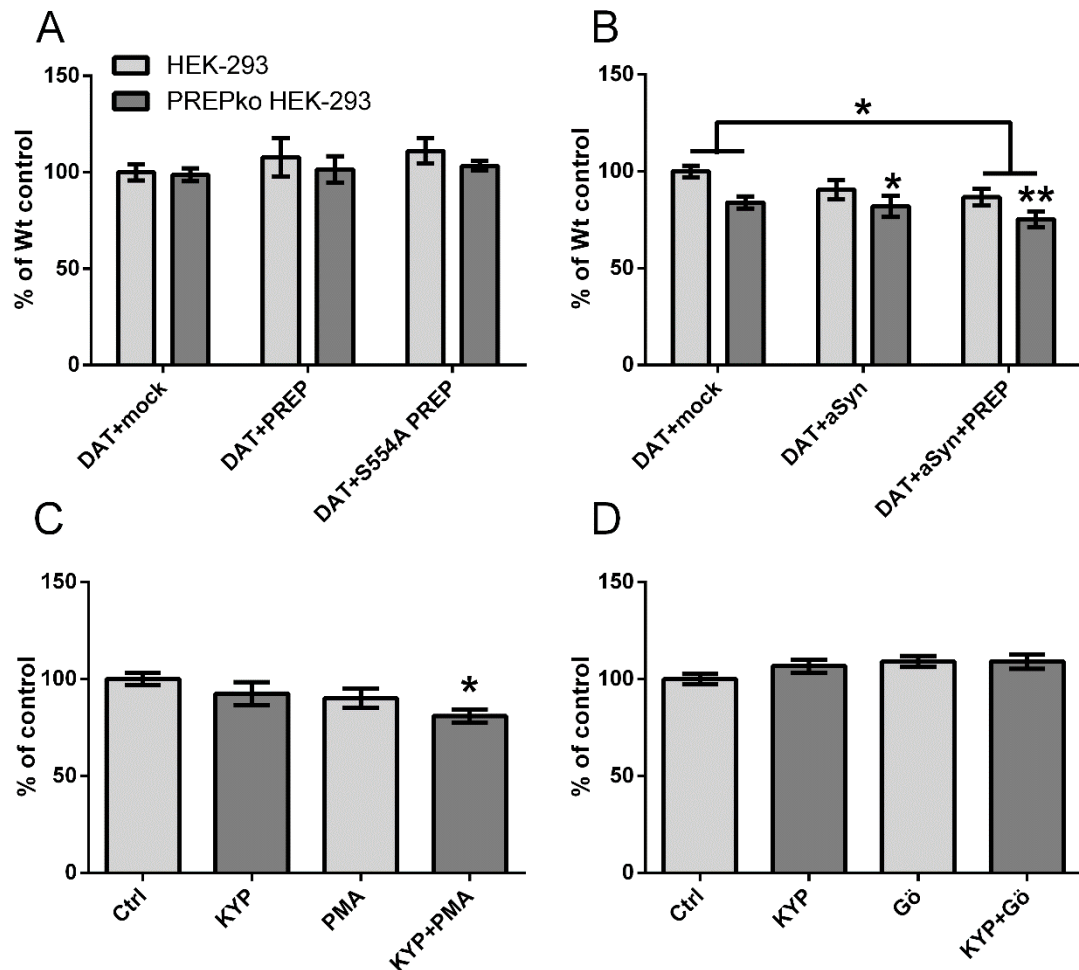 A
HEK-293
PREPko HEK-293
% of Wt control
150
100
50
0
DAT+mock
DAT+PREP
DAT+S554A PREP
B
% of Wt control
150
100
50
0
*
*
**
DAT+mock
DAT+aSyn
DAT+aSyn+PREP
C
% of control
150
100
50
0
*
Ctrl
KYP
PMA
KYP+PMA
D
% of control
150
100
50
0
Ctrl
KYP
Gö
KYP+Gö